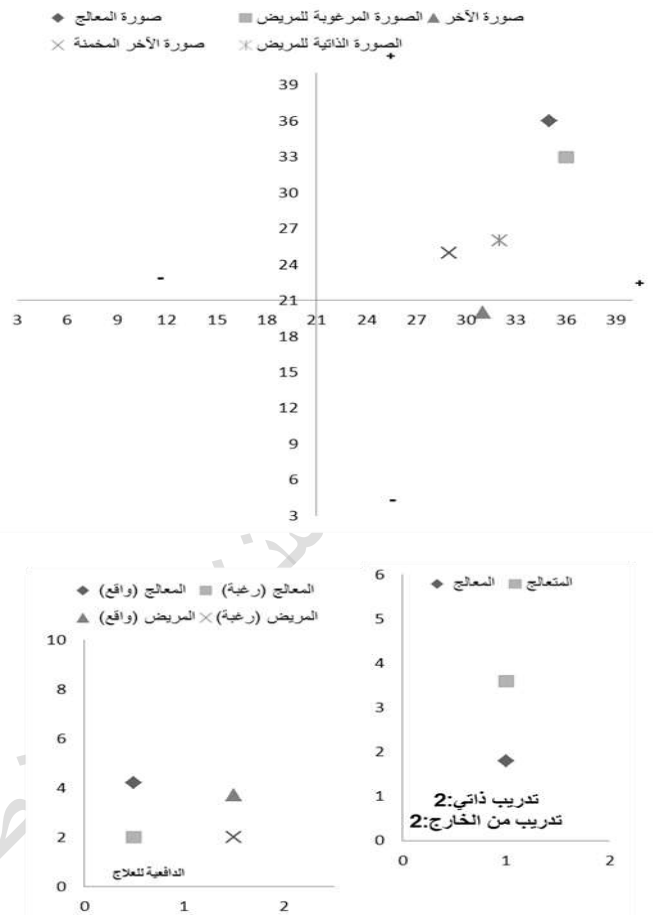 صورة المعالج الصورة المرغوبة للمريض صورة الآخر
صورة الآخر المخمنة الصورة الذاتية للمريض
+
39
36
33
30
27
24
-
+
21
3 6 9 12 15 18 21 24 27 30 33 36 39
18
15
12
9
6
-
3
المعالج (واقع) المعالج (رغبة)
المريض (واقع) المريض (رغبة)
10
8
6
4
2
الدافعية للعلاج
0
0 1 2
المعالج المتعالج
6
5
4
3
2
1
تدريب ذاتي:2
تدريب من الخارج:2
0
0 1 2